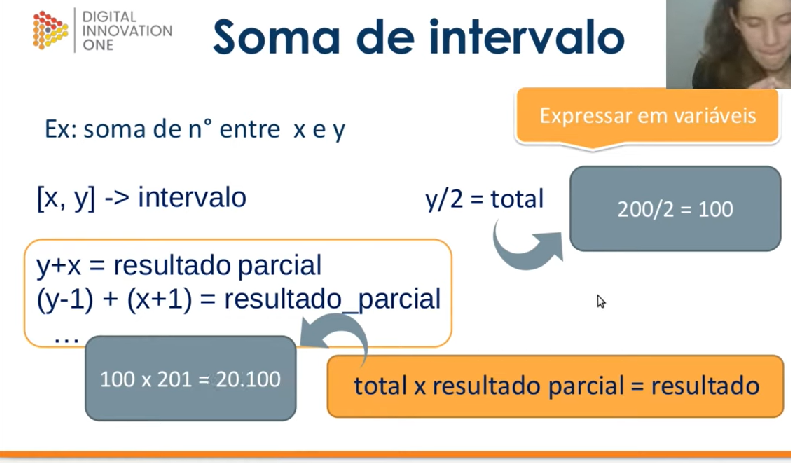 DIGITAL
INNOVATION
ONE
Soma de intervalo
Expressar em variáveis
Ex: soma de n° entre x e y
[x, y] -> intervalo
y/2 = total
200/2 = 100
y+x = resultado parcial
(y-1) + (x+1) = resultado_parcial
...
100 x 201 = 20.100
total x resultado parcial = resultado